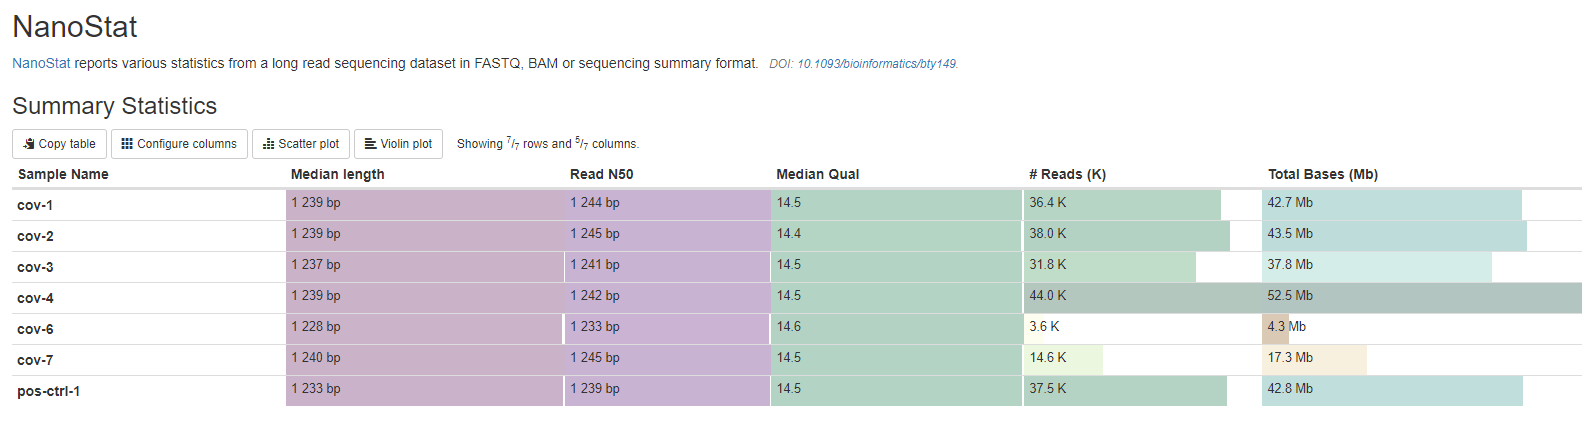 NanoStat
NanoStat reports various statistics from a long read sequencing dataset in FASTQ, BAM or sequencing summary format. DOI: 10.1093/bioinformatics/bty149.
Summary Statistics
Copy table Configure columns Scatter plot Violin plot Showing 7/7 rows and 5/7 columns.
Sample Name Median length Read N50 Median Qual # Reads (K) Total Bases (Mb)
cov-1 1 239 bp 1 244 bp 14.5 36.4 K 42.7 Mb
cov-2 1 239 bp 1 245 bp 14.4 38.0 K 43.5 Mb
cov-3 1 237 bp 1 241 bp 14.5 31.8 K 37.8 Mb
cov-4 1 239 bp 1 242 bp 14.5 44.0 K 52.5 Mb
cov-6 1 228 bp 1 233 bp 14.6 3.6 K 4.3 Mb
cov-7 1 240 bp 1 245 bp 14.5 14.6 K 17.3 Mb
pos-ctrl-1 1 233 bp 1 239 bp 14.5 37.5 K 42.8 Mb